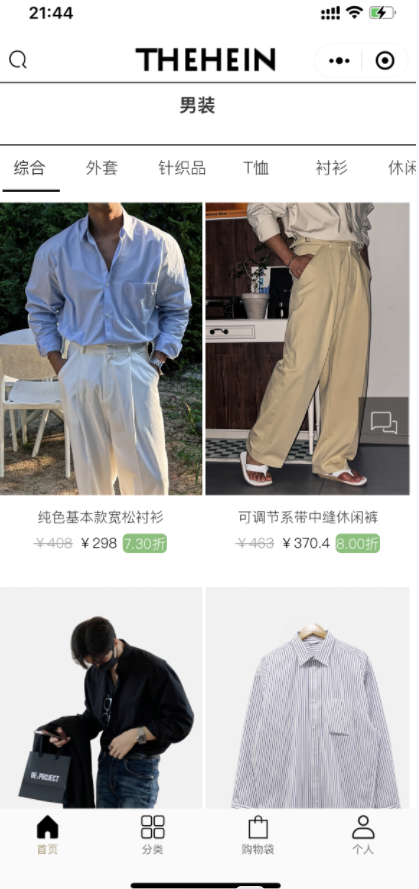 21:44
THEHEIN
男装
综合 外套 针织品 T恤 衬衫 休闲
纯色基本款宽松衬衫
¥408 ¥298 7.30折
可调节系带中缝休闲裤
¥463 ¥370.4 8.00折
BE:PROJECT
首页 分类 购物袋 个人